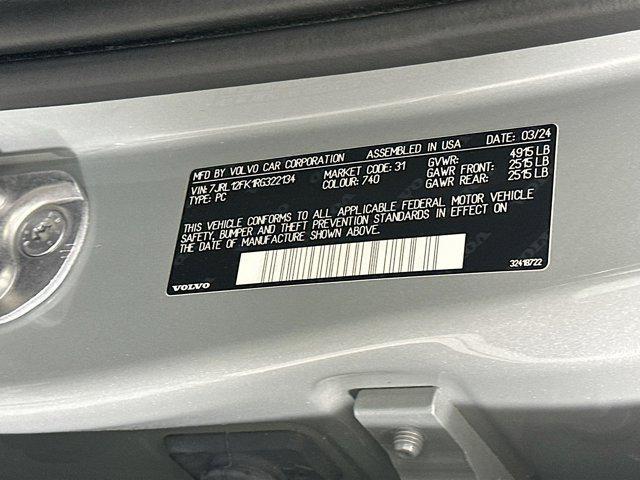 MFD BY VOLVO CAR CORPORATION ASSEMBLED IN USA DATE: 03/24
VIN: 7JRL12FK1RG322134 MARKET CODE: 31 GVWR: 4915 LB
TYPE: PC COLOUR: 740 GAWR FRONT: 2515 LB
GAWR REAR: 2515 LB
THIS VEHICLE CONFORMS TO ALL APPLICABLE FEDERAL MOTOR VEHICLE
SAFETY, BUMPER AND THEFT PREVENTION STANDARDS IN EFFECT ON
THE DATE OF MANUFACTURE SHOWN ABOVE.
VOLVO 32418722